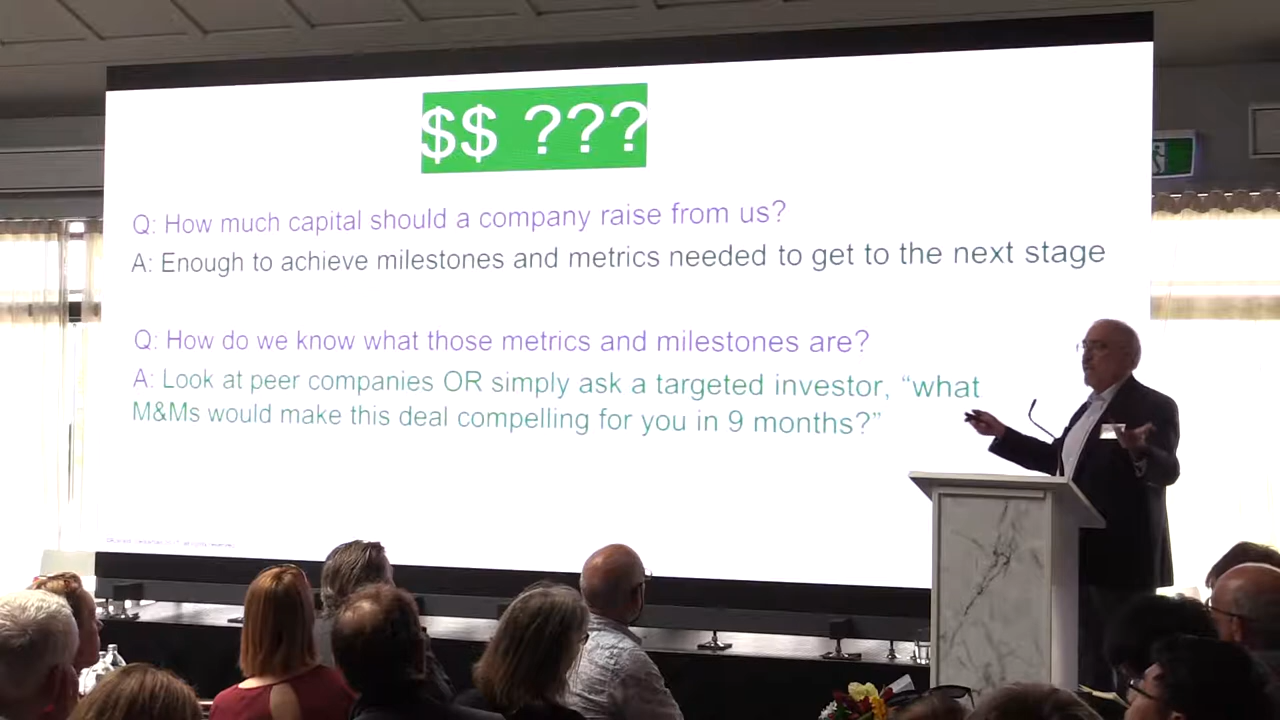 $$ ???
Q: How much capital should a company raise from us?
A: Enough to achieve milestones and metrics needed to get to the next stage
Q: How do we know what those metrics and milestones are?
A: Look at peer companies OR simply ask a targeted investor, “what
M&Ms would make this deal compelling for you in 9 months?”